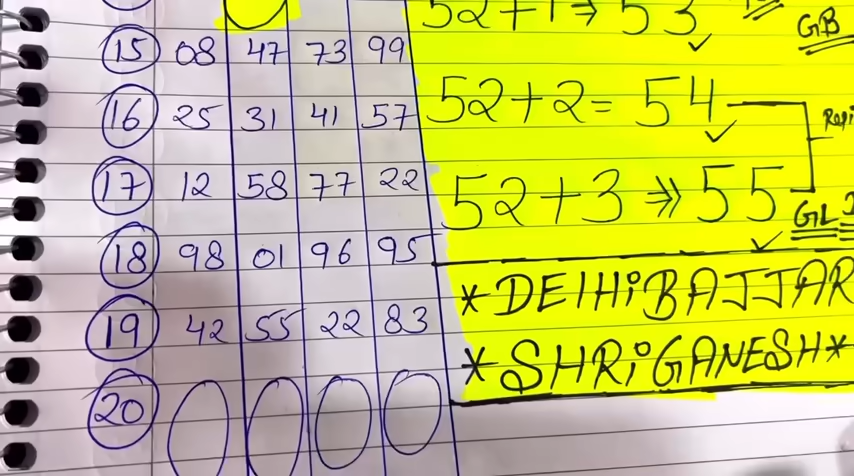 52+1⇒53
GB
15 08 47 73 99
52+2=54
16 25 31 41 57
17 12 58 77 22
52+3⇒55
GL
18 98 01 96 95
*DElHiBAJJAR
19 42 55 22 83
*SHRiGANESH*
20